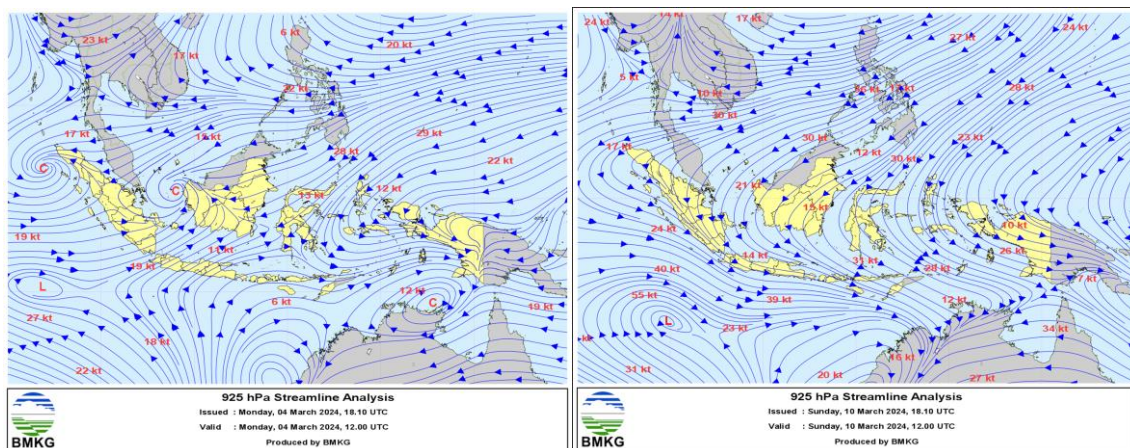 6 kt
23 kt
20 kt
17 kt
22 kt
17 kt
15 kt
29 kt
28 kt
22 kt
C
C
12 kt
13 kt
19 kt
11 kt
19 kt
L
12 kt
C
6 kt
19 kt
27 kt
18 kt
22 kt
925 hPa Streamline Analysis
Issued : Monday, 04 March 2024, 18.10 UTC
Valid : Monday, 04 March 2024, 12.00 UTC
Produced by BMKG
BMKG
24 kt
14 kt
17 kt
24 kt
27 kt
5 kt
10 kt
28 kt
30 kt
30 kt
23 kt
17 kt
12 kt
30 kt
21 kt
15 kt
24 kt
10 kt
14 kt
31 kt
26 kt
40 kt
28 kt
7 kt
55 kt
39 kt
12 kt
L
23 kt
34 kt
kt
16 kt
31 kt
20 kt
27 kt
925 hPa Streamline Analysis
Issued : Sunday, 10 March 2024, 18.10 UTC
Valid : Sunday, 10 March 2024, 12.00 UTC
Produced by BMKG
BMKG